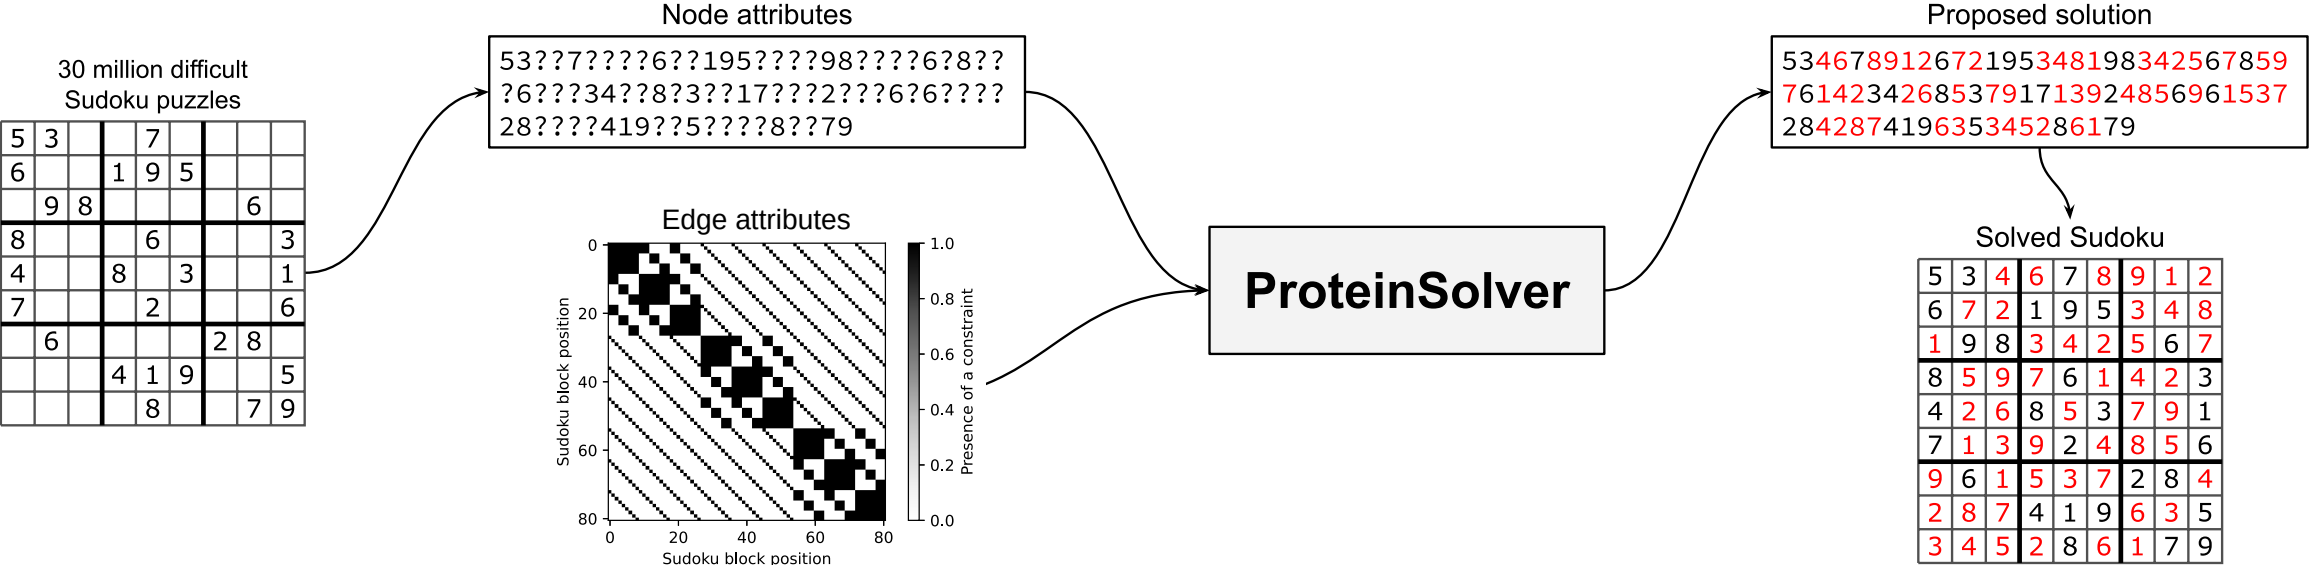 30 million difficult
Sudoku puzzles
5 3 7
6 1 9 5
9 8 6
8 6 3
4 8 3 1
7 2 6
6 2 8
4 1 9 5
8 7 9
Node attributes
53??7????6??195????98????6?8??
?6???34??8?3??17???2???6?6????
28????419??5????8??79
Edge attributes
0
20
40
60
80
Sudoku block position
0 20 40 60 80
Sudoku block position
1.0
0.8
0.6
0.4
0.2
0.0
Presence of a constraint
ProteinSolver
Proposed solution
534678912672195348198342567859
761423426853791713924856961537
284287419635345286179
Solved Sudoku
5 3 4 6 7 8 9 1 2
6 7 2 1 9 5 3 4 8
1 9 8 3 4 2 5 6 7
8 5 9 7 6 1 4 2 3
4 2 6 8 5 3 7 9 1
7 1 3 9 2 4 8 5 6
9 6 1 5 3 7 2 8 4
2 8 7 4 1 9 6 3 5
3 4 5 2 8 6 1 7 9